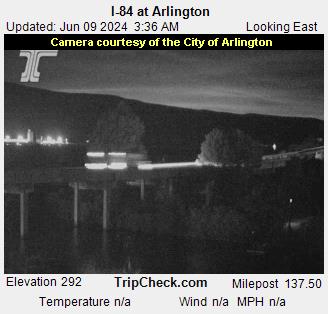 I-84 at Arlington
Updated: Jun 09 2024 3:36 AM Looking East
Camera courtesy of the City of Arlington
Elevation 292 TripCheck.com Milepost 137.50
Temperature n/a Wind n/a MPH n/a